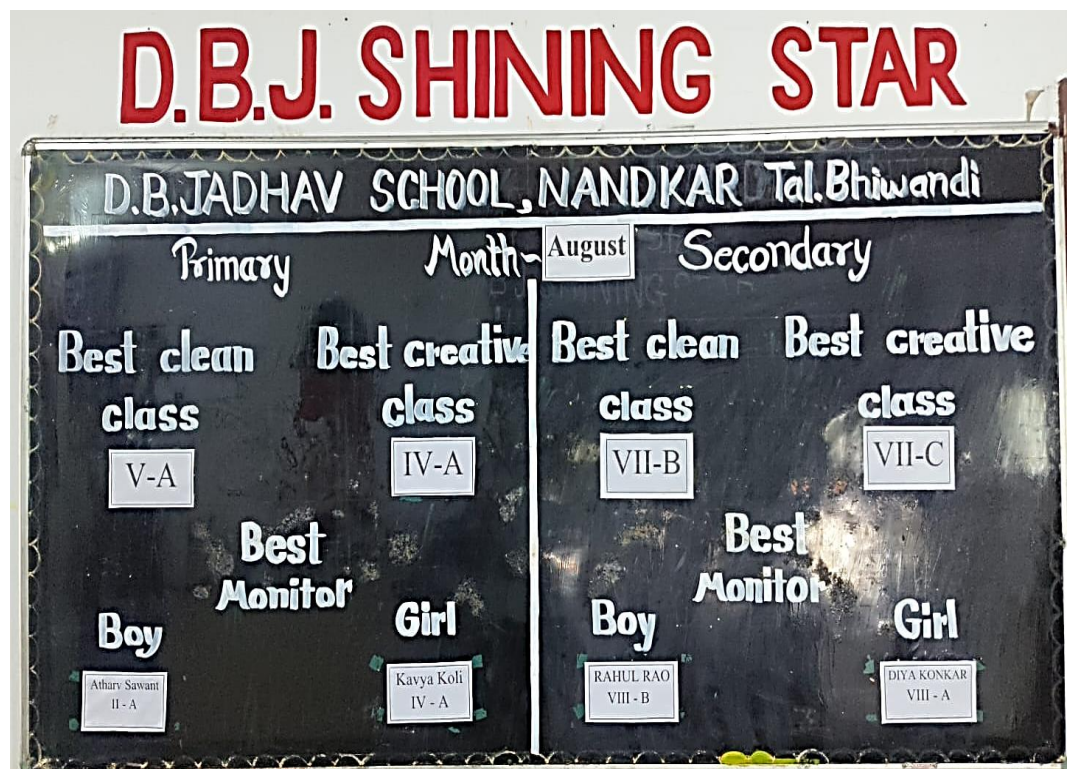 D.B.J. SHINING STAR
D.B.JADHAV SCHOOL, NANDKAR Tal.Bhiwandi
Primary Month- August Secondary
Best clean class
V-A
Best creative class
IV-A
Best Monitor
Boy
Atharv Sawant
II - A
Girl
Kavya Koli
IV - A
Best clean class
VII-B
Best creative class
VII-C
Best Monitor
Boy
RAHUL RAO
VIII - B
Girl
DIYA KONKAR
VIII - A